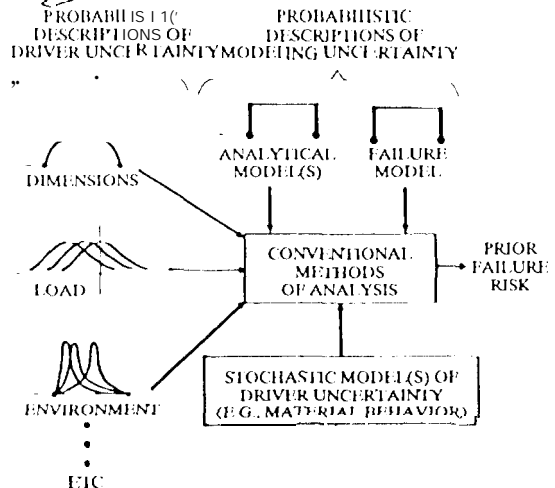 PROBABILISTIC
DESCRIPTIONS OF
DRIVER UNCERTAINTY
PROBABILISTIC
DESCRIPTIONS OF
MODELING UNCERTAINTY
ANALYTICAL
MODEL(S)
FAILURE
MODEL
DIMENSIONS
CONVENTIONAL
METHODS
OF ANALYSIS
PRIOR
FAILURE
RISK
LOAD
STOCHASTIC MODEL(S) OF
DRIVER UNCERTAINTY
(E.G., MATERIAL BEHAVIOR)
ENVIRONMENT
ETC